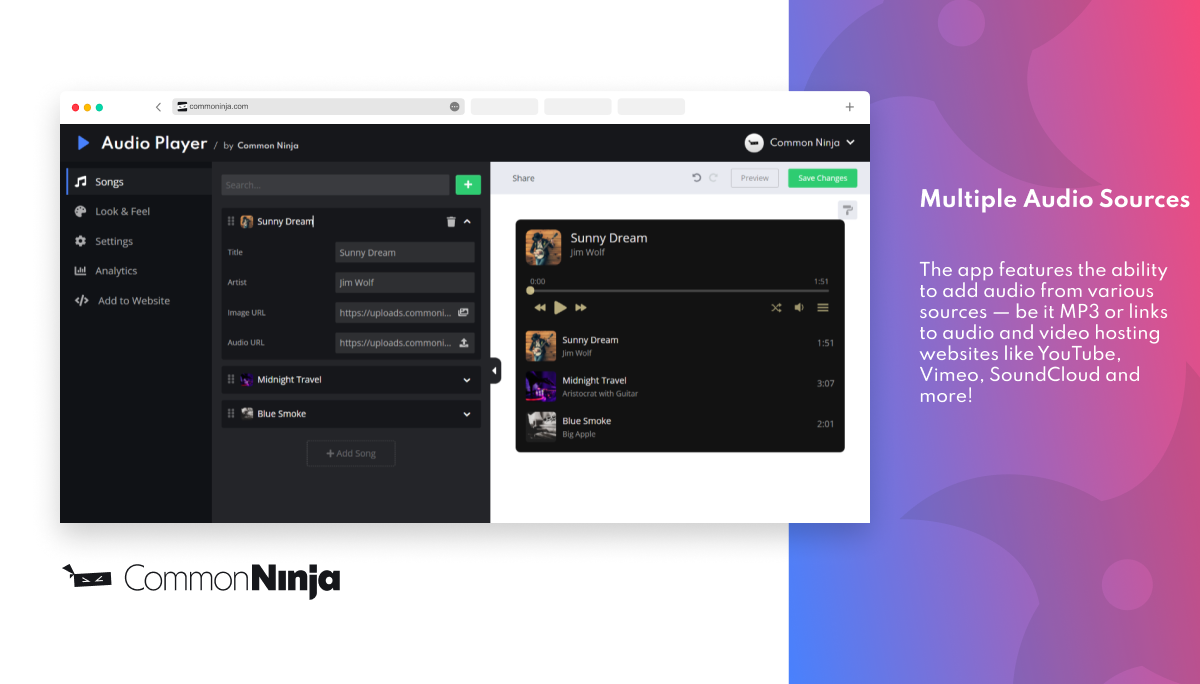 commoninja.com
Audio Player / by Common Ninja
Common Ninja
Songs
Look & Feel
Settings
Analytics
Add to Website
Search...
+
Sunny Dream
Title
Sunny Dream
Artist
Jim Wolf
Image URL
https://uploads.commoni...
Audio URL
https://uploads.commoni...
Midnight Travel
Blue Smoke
+ Add Song
Share
Preview
Save Changes
Sunny Dream
Jim Wolf
0:00
1:51
Sunny Dream
Jim Wolf
1:51
Midnight Travel
Aristocrat with Guitar
3:07
Blue Smoke
Big Apple
2:01
Multiple Audio Sources
The app features the ability
to add audio from various
sources — be it MP3 or links
to audio and video hosting
websites like YouTube,
Vimeo, SoundCloud and
more!
CommonNinja